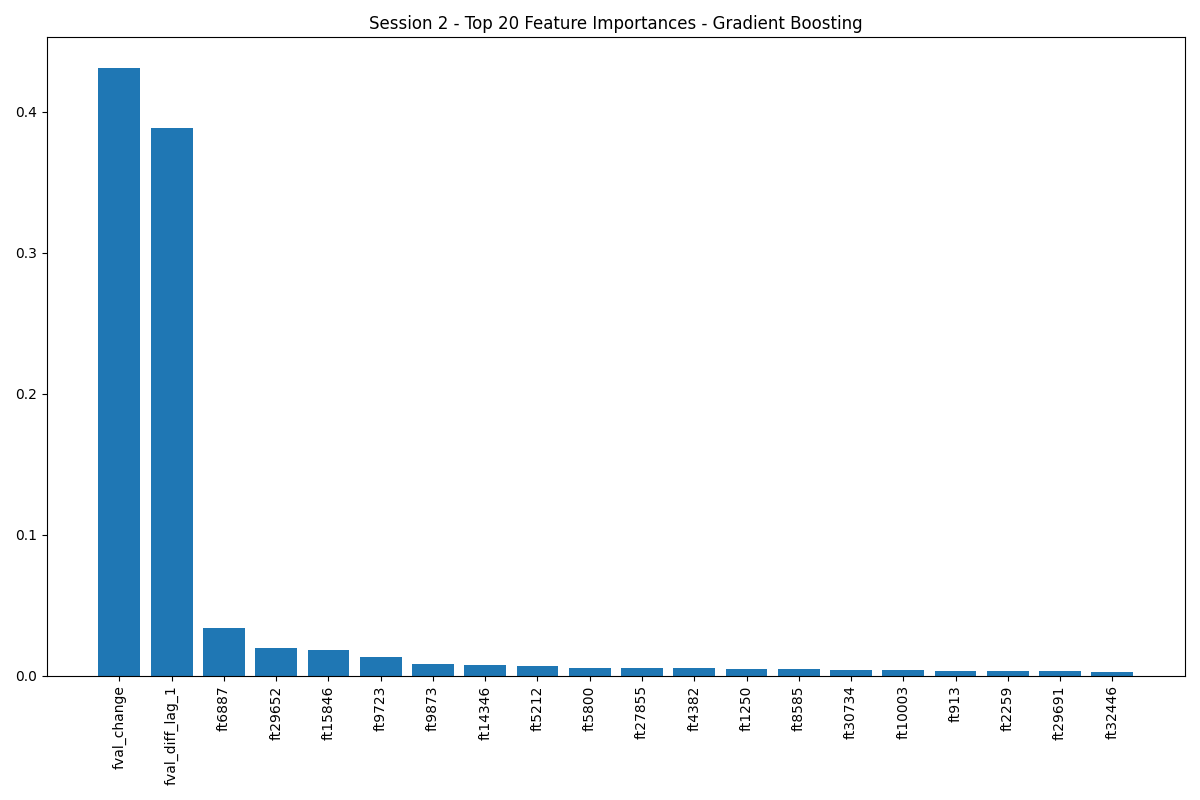 Session 2 - Top 20 Feature Importances - Gradient Boosting
0.4
0.3
0.2
0.1
0.0
fval_change
fval_diff_lag_1
ft6887
ft29652
ft15846
ft9723
ft9873
ft14346
ft5212
ft5800
ft27855
ft4382
ft1250
ft8585
ft30734
ft10003
ft913
ft2259
ft29691
ft32446